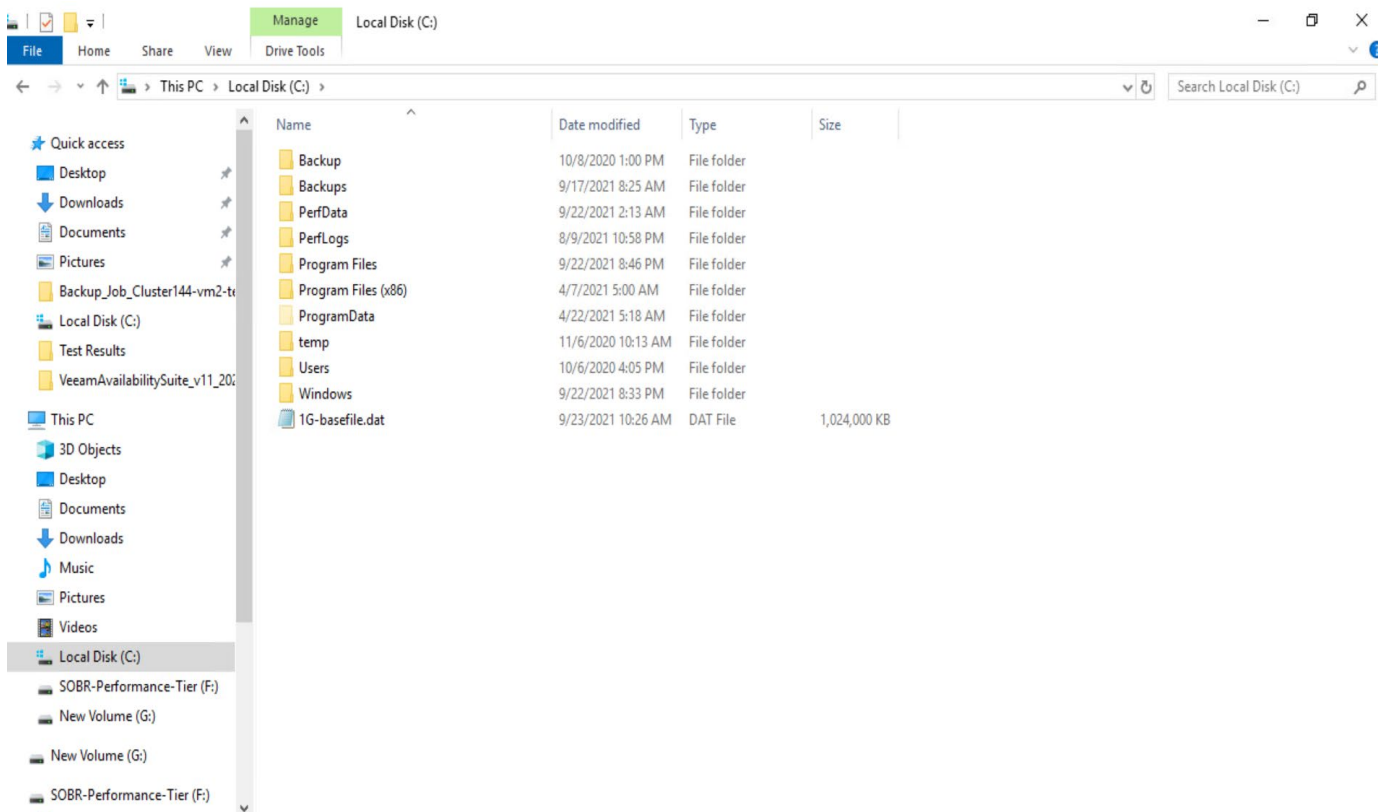 Manage Local Disk (C:)
File Home Share View Drive Tools
This PC > Local Disk (C:) >
Search Local Disk (C:)
Quick access
Desktop
Downloads
Documents
Pictures
Backup_Job_Cluster144-vm2-te
Local Disk (C:)
Test Results
VeeamAvailabilitySuite_v11_202
This PC
3D Objects
Desktop
Documents
Downloads
Music
Pictures
Videos
Local Disk (C:)
SOBR-Performance-Tier (F:)
New Volume (G:)
New Volume (G:)
SOBR-Performance-Tier (F:)
Name Date modified Type Size
Backup 10/8/2020 1:00 PM File folder
Backups 9/17/2021 8:25 AM File folder
PerfData 9/22/2021 2:13 AM File folder
PerfLogs 8/9/2021 10:58 PM File folder
Program Files 9/22/2021 8:46 PM File folder
Program Files (x86) 4/7/2021 5:00 AM File folder
ProgramData 4/22/2021 5:18 AM File folder
temp 11/6/2020 10:13 AM File folder
Users 10/6/2020 4:05 PM File folder
Windows 9/22/2021 8:33 PM File folder
1G-basefile.dat 9/23/2021 10:26 AM DAT File 1,024,000 KB